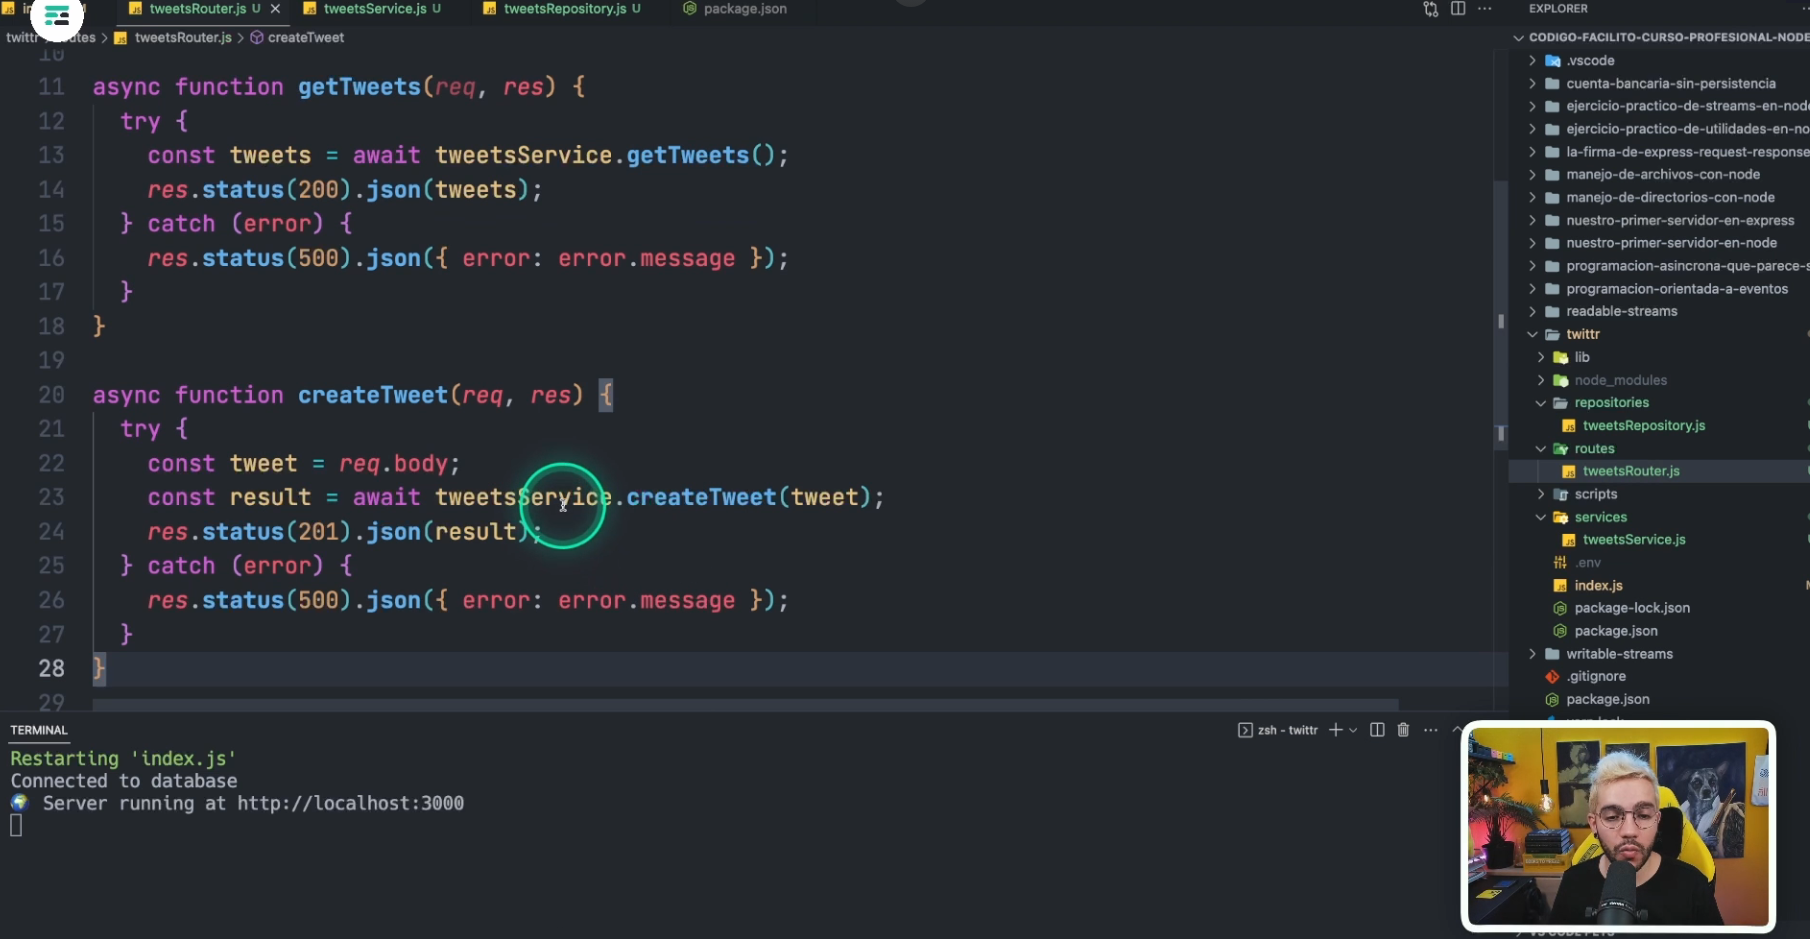 tweetsRouter.js U
tweetsService.js U
tweetsRepository.js U
package.json
EXPLORER
tweetsRouter.js > createTweet
CODIGO-FACILITO-CURSO-PROFESIONAL-NODE
10
11 async function getTweets(req, res) {
12 try {
13 const tweets = await tweetsService.getTweets();
14 res.status(200).json(tweets);
15 } catch (error) {
16 res.status(500).json({ error: error.message });
17 }
18 }
19
20 async function createTweet(req, res) {
21 try {
22 const tweet = req.body;
23 const result = await tweetsService.createTweet(tweet);
24 res.status(201).json(result);
25 } catch (error) {
26 res.status(500).json({ error: error.message });
27 }
28 }
29
.vscode
cuenta-bancaria-sin-persistencia
ejercicio-practico-de-streams-en-node
ejercicio-practico-de-utilidades-en-no
la-firma-de-express-request-response
manejo-de-archivos-con-node
manejo-de-directorios-con-node
nuestro-primer-servidor-en-express
nuestro-primer-servidor-en-node
programacion-asincrona-que-parece-s
programacion-orientada-a-eventos
readable-streams
twittr
lib
node_modules
repositories
tweetsRepository.js
routes
tweetsRouter.js
scripts
services
tweetsService.js
.env
index.js
package-lock.json
package.json
writable-streams
.gitignore
package.json
TERMINAL
zsh - twittr
Restarting 'index.js'
Connected to database
Server running at http://localhost:3000